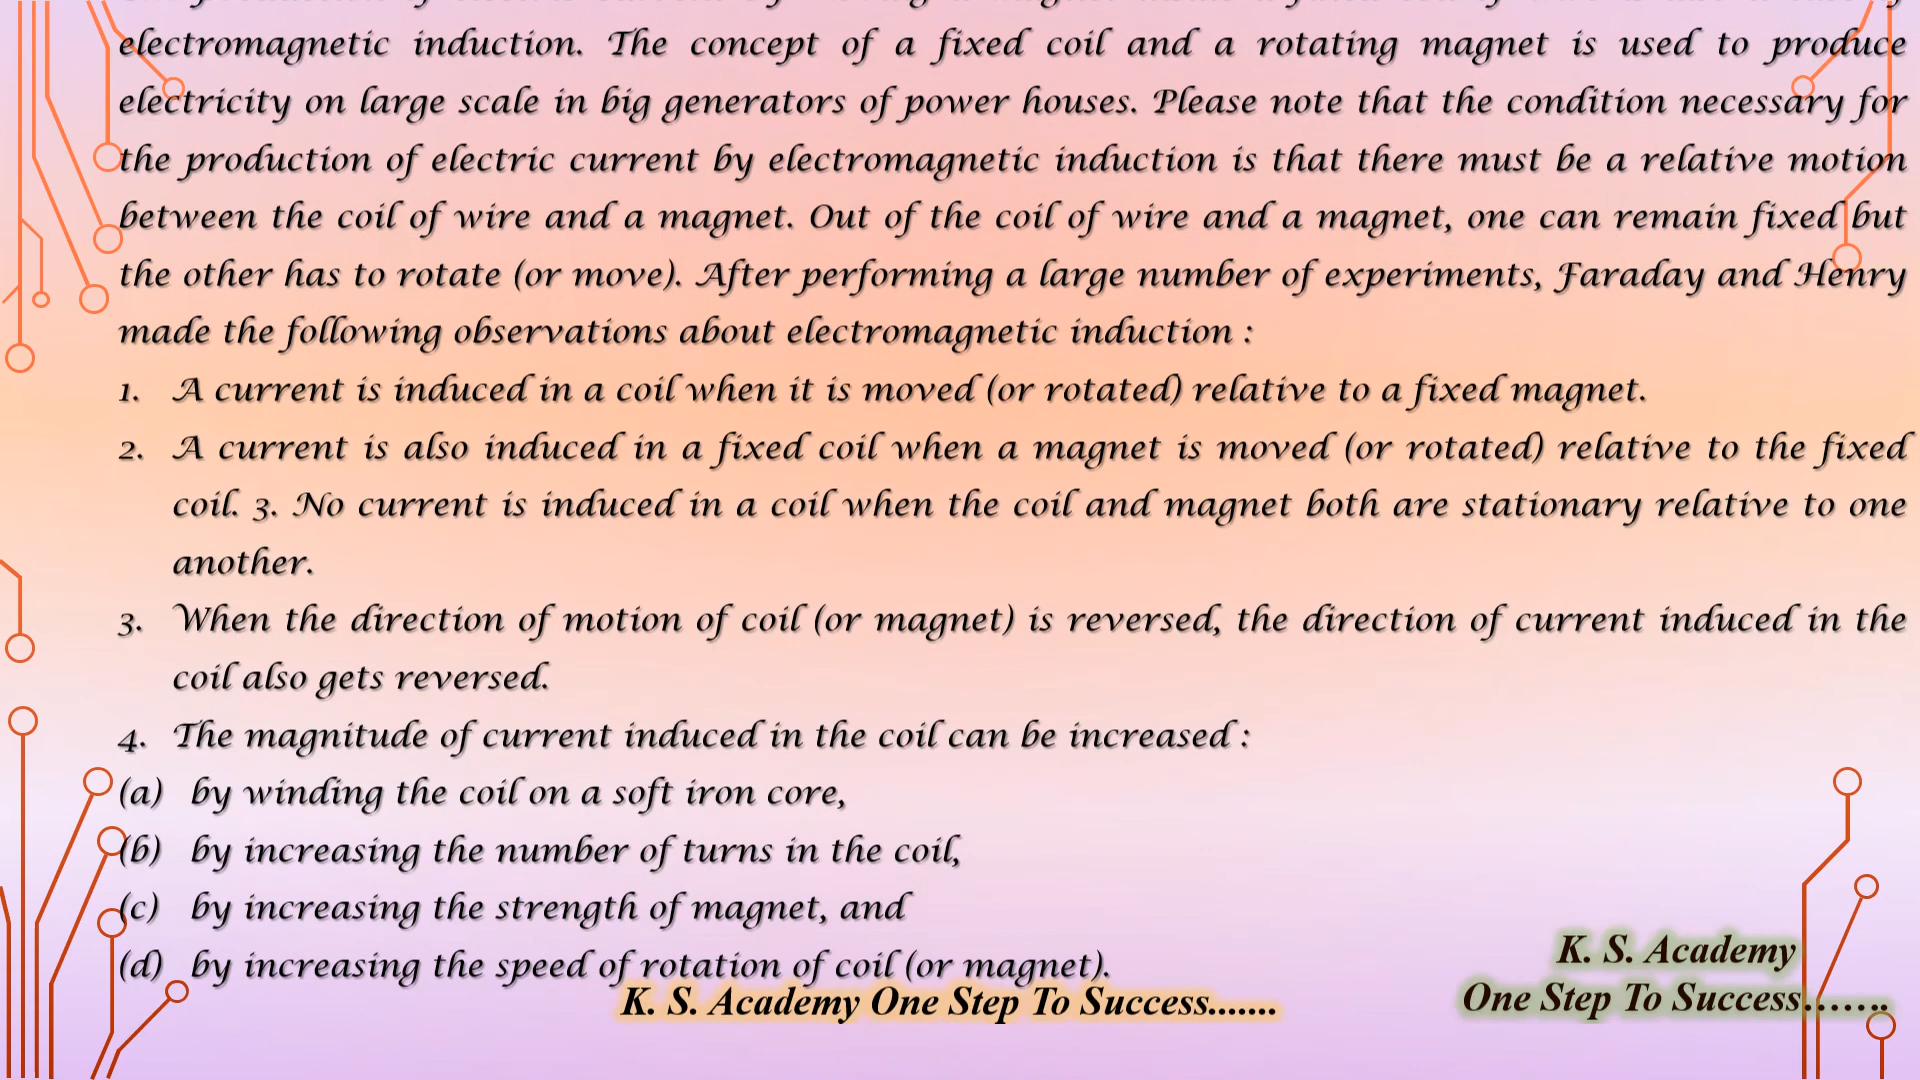 electromagnetic induction. The concept of a fixed coil and a rotating magnet is used to produce
electricity on large scale in big generators of power houses. Please note that the condition necessary for
the production of electric current by electromagnetic induction is that there must be a relative motion
between the coil of wire and a magnet. Out of the coil of wire and a magnet, one can remain fixed but
the other has to rotate (or move). After performing a large number of experiments, Faraday and Henry
made the following observations about electromagnetic induction :
1. A current is induced in a coil when it is moved (or rotated) relative to a fixed magnet.
2. A current is also induced in a fixed coil when a magnet is moved (or rotated) relative to the fixed
coil. 3. No current is induced in a coil when the coil and magnet both are stationary relative to one
another.
3. When the direction of motion of coil (or magnet) is reversed, the direction of current induced in the
coil also gets reversed.
4. The magnitude of current induced in the coil can be increased :
(a) by winding the coil on a soft iron core,
(b) by increasing the number of turns in the coil,
(c) by increasing the strength of magnet, and
(d) by increasing the speed of rotation of coil (or magnet).
K. S. Academy One Step To Success.......
K. S. Academy
One Step To Success…….